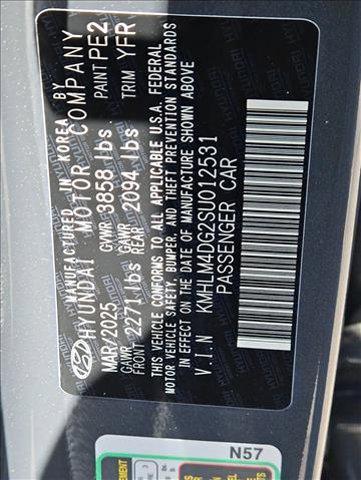 MANUFACTURED IN KOREA BY
HYUNDAI MOTOR COMPANY
MAR/2025 GVWR 3858 lbs PAINT PE2
GAWR FRONT 2271 lbs GAWR REAR 2094 lbs TRIM YFR
THIS VEHICLE CONFORMS TO ALL APPLICABLE U.S.A. FEDERAL
MOTOR VEHICLE SAFETY, BUMPER, AND THEFT PREVENTION STANDARDS
IN EFFECT ON THE DATE OF MANUFACTURE SHOWN ABOVE
V.I.N KMHLM4DG2SU012531
PASSENGER CAR
N57